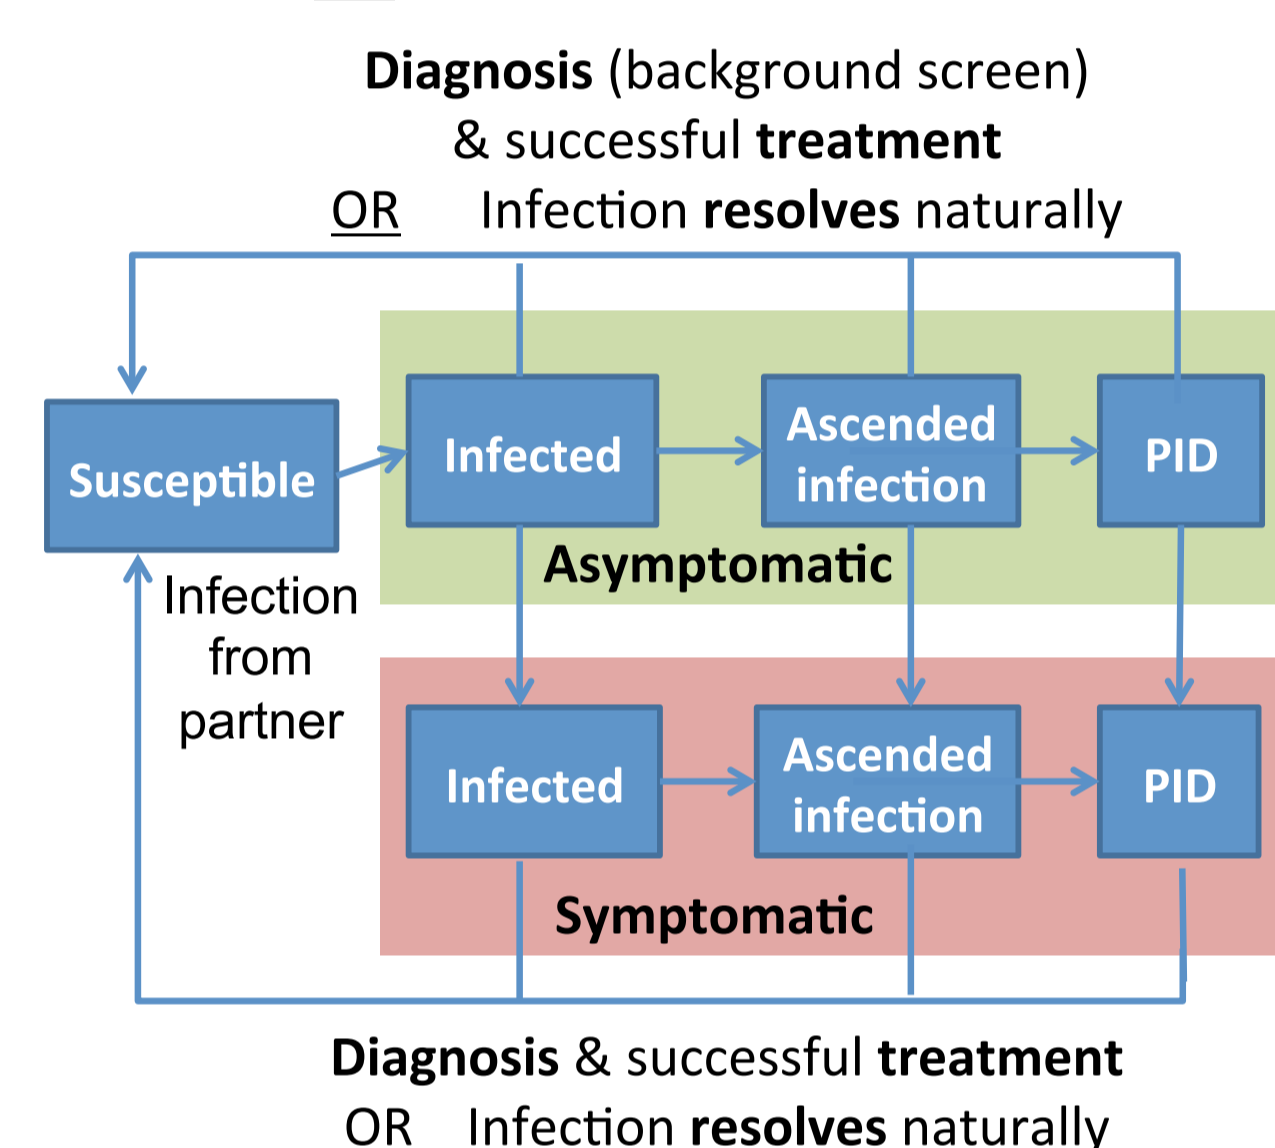 Diagnosis (background screen)
& successful treatment
OR Infection resolves naturally
Susceptible
Infected
Ascended
infection
PID
Asymptomatic
Infection
from
partner
Infected
Ascended
infection
PID
Symptomatic
Diagnosis & successful treatment
OR Infection resolves naturally